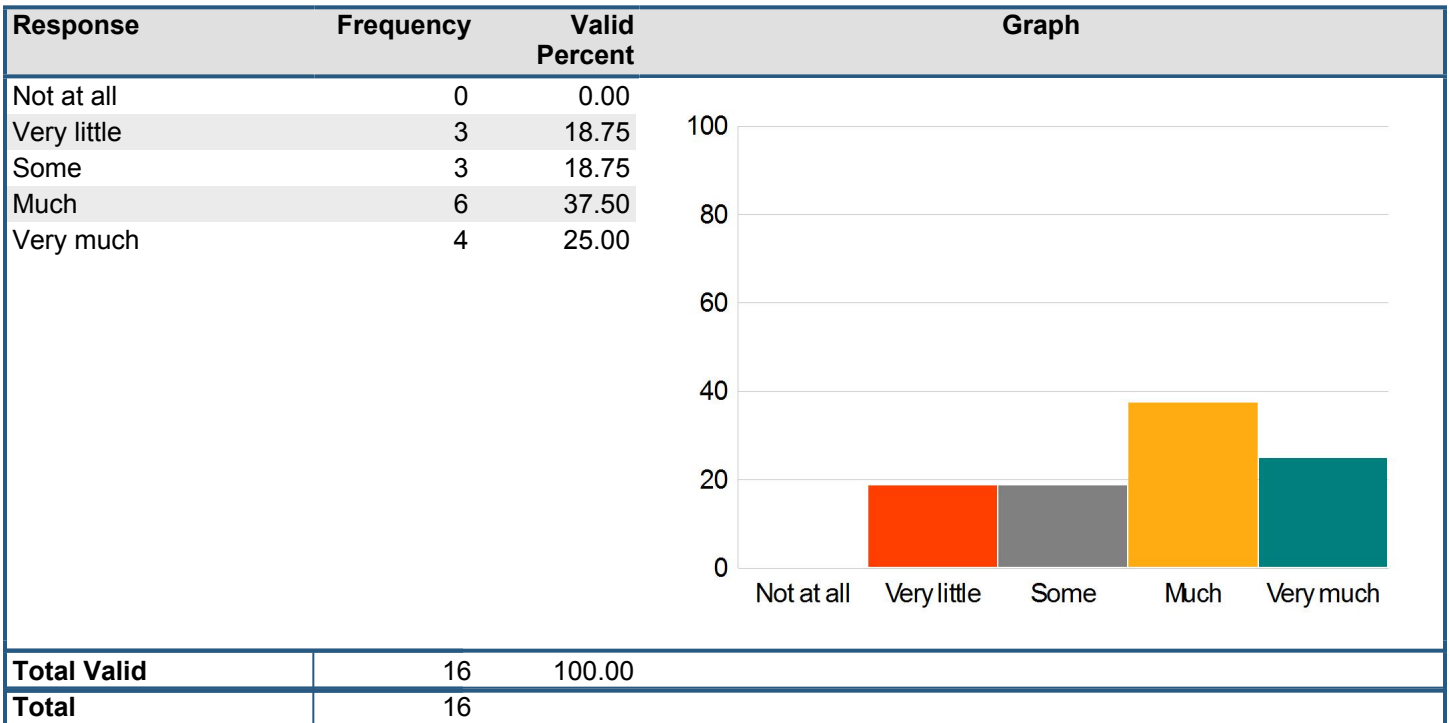 Response Frequency Valid Percent Graph
Not at all 0 0.00
Very little 3 18.75
Some 3 18.75
Much 6 37.50
Very much 4 25.00
100
80
60
40
20
0
Not at all Very little Some Much Very much
Total Valid 16 100.00
Total 16